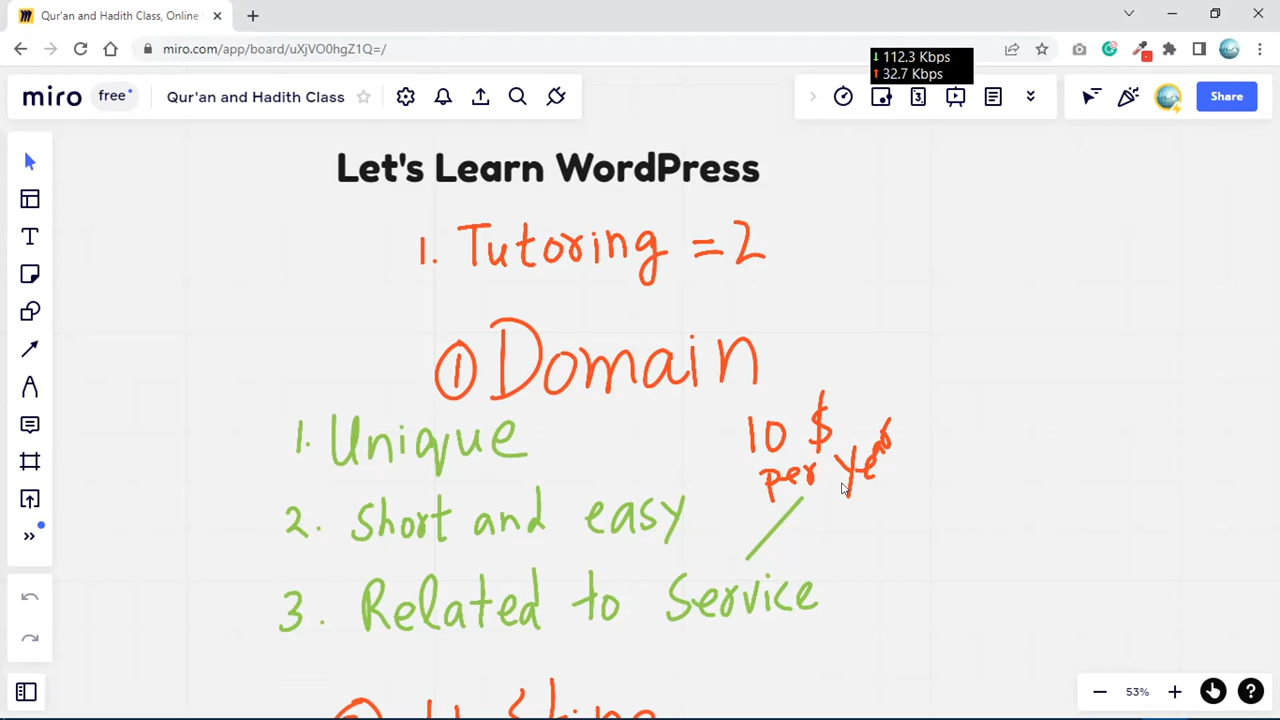 Qur'an and Hadith Class, Online
miro.com/app/board/uXjVO0hgZ1Q=/
112.3 Kbps
32.7 Kbps
miro free Qur'an and Hadith Class
Share
Let's Learn WordPress
1. Tutoring = 2
① Domain
1. Unique
10 $
per Year
2. Short and easy
3. Related to Service
53%